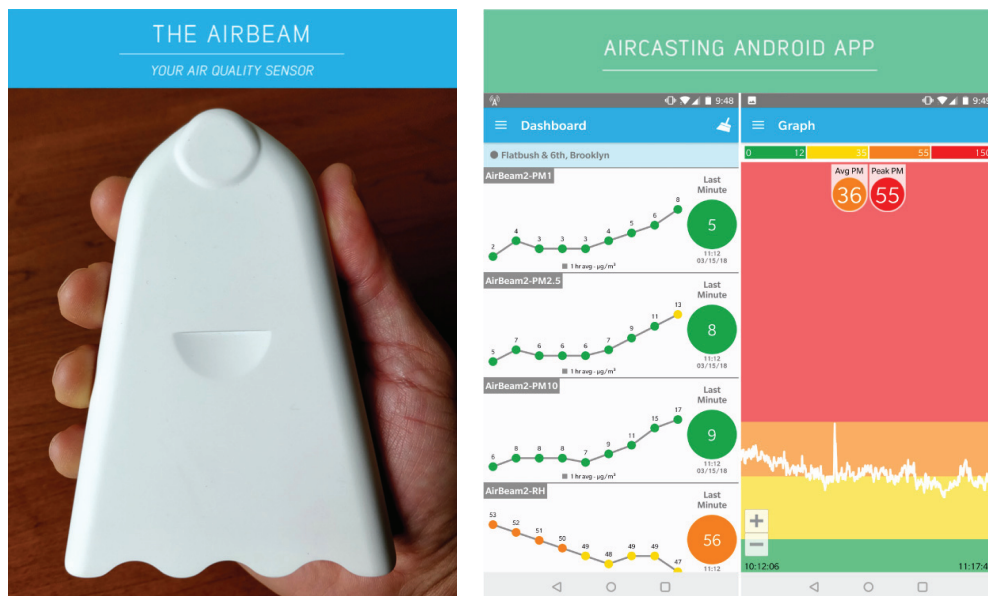 THE AIRBEAM
YOUR AIR QUALITY SENSOR
AIRCASTING ANDROID APP
9:48
Dashboard
Flatbush & 6th, Brooklyn
AirBeam2-PM1
Last
Minute
2 4 3 3 3 4 5 6 8
5
1 hr avg - µg/m³
11:12
03/15/18
AirBeam2-PM2.5
Last
Minute
5 7 6 6 6 7 9 11 13
8
1 hr avg - µg/m³
11:12
03/15/18
AirBeam2-PM10
Last
Minute
6 8 8 8 7 9 11 15 17
9
1 hr avg - µg/m³
11:12
03/15/18
AirBeam2-RH
Last
Minute
53 52 51 50 49 48 49 49 47
56
11:12
9:49
Graph
0 12 35 55 150
Avg PM Peak PM
36 55
+
−
10:12:06 11:17:4